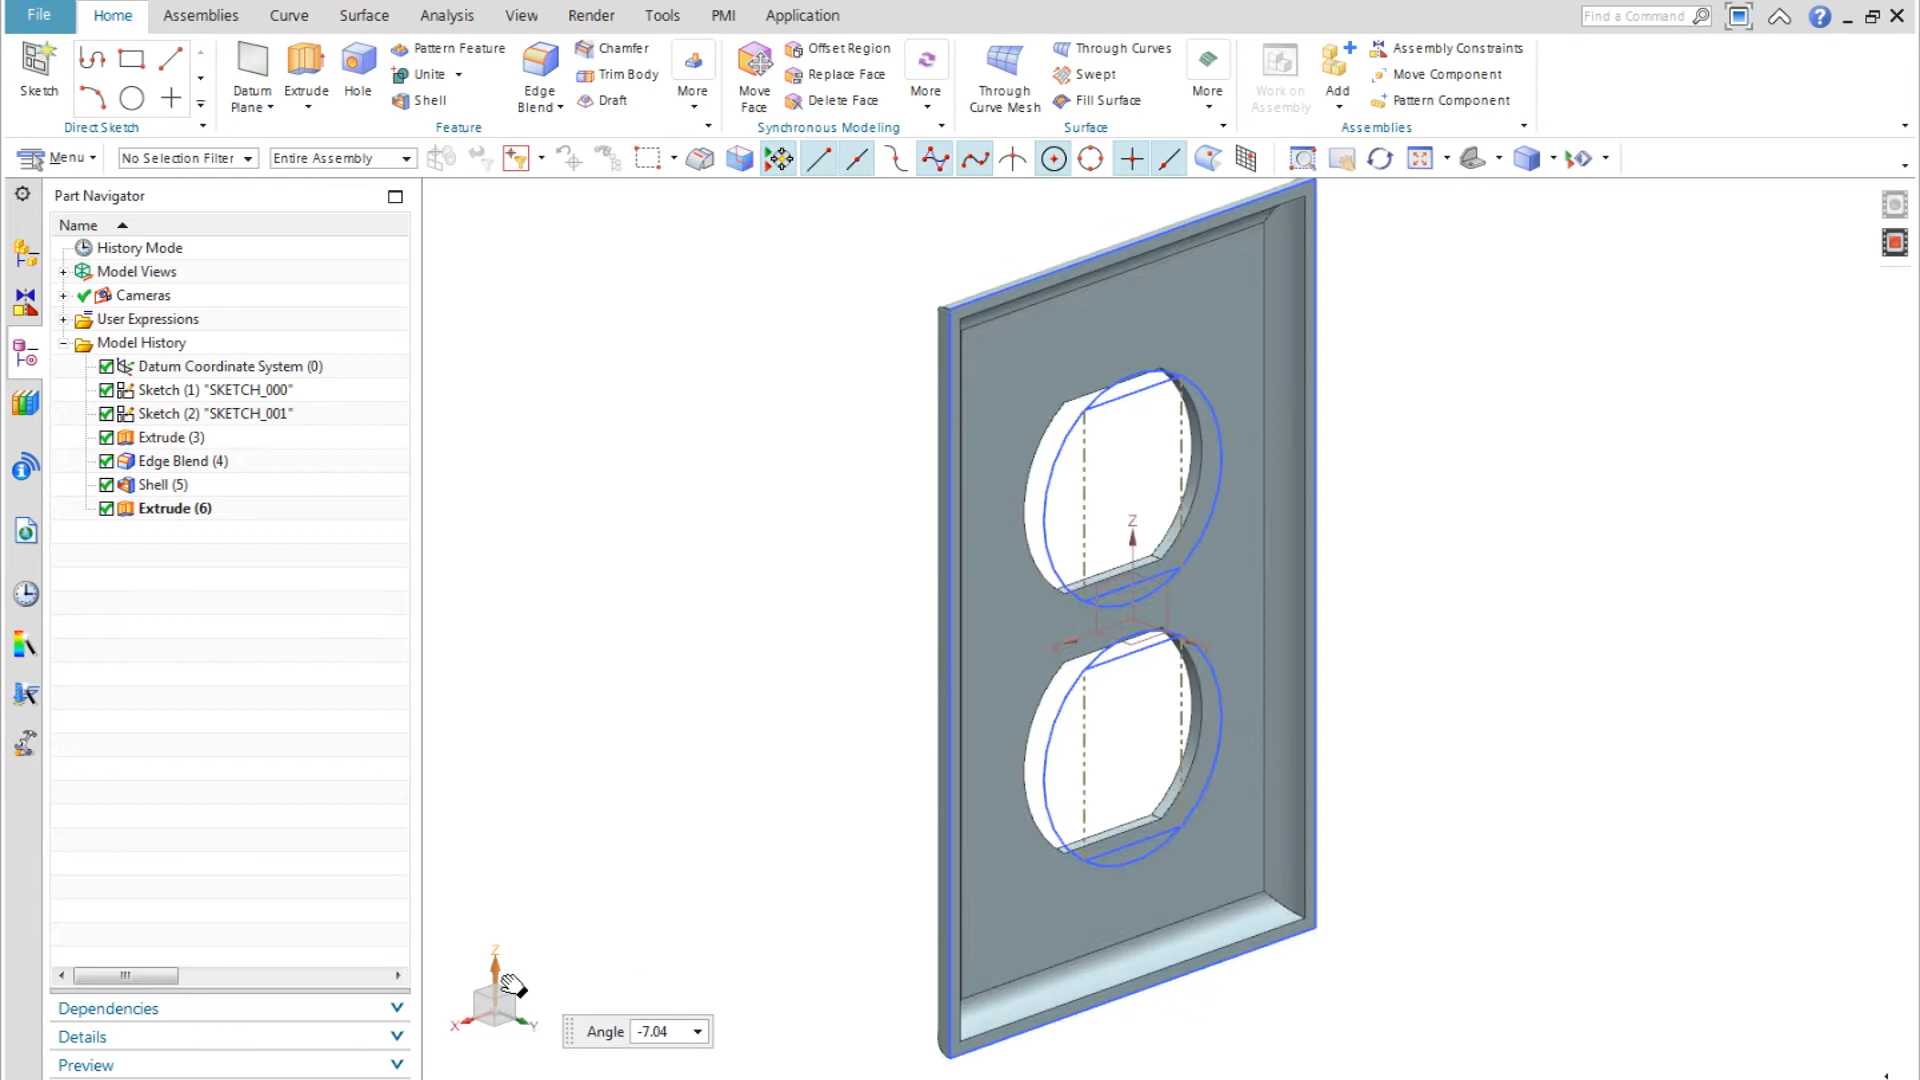 File Home Assemblies Curve Surface Analysis View Render Tools PMI Application Find a Command
Sketch
Direct Sketch
Datum Plane
Extrude
Hole
Pattern Feature
Unite
Shell
Edge Blend
Chamfer
Trim Body
Draft
More
Feature
Move Face
Offset Region
Replace Face
Delete Face
More
Synchronous Modeling
Through Curve Mesh
Through Curves
Swept
Fill Surface
More
Surface
Work on Assembly
Add
Assembly Constraints
Move Component
Pattern Component
Assemblies
Menu No Selection Filter Entire Assembly
Part Navigator
Name
History Mode
Model Views
Cameras
User Expressions
Model History
Datum Coordinate System (0)
Sketch (1) "SKETCH_000"
Sketch (2) "SKETCH_001"
Extrude (3)
Edge Blend (4)
Shell (5)
Extrude (6)
Dependencies
Details
Preview
Z
Z
X
Y
Angle -7.04